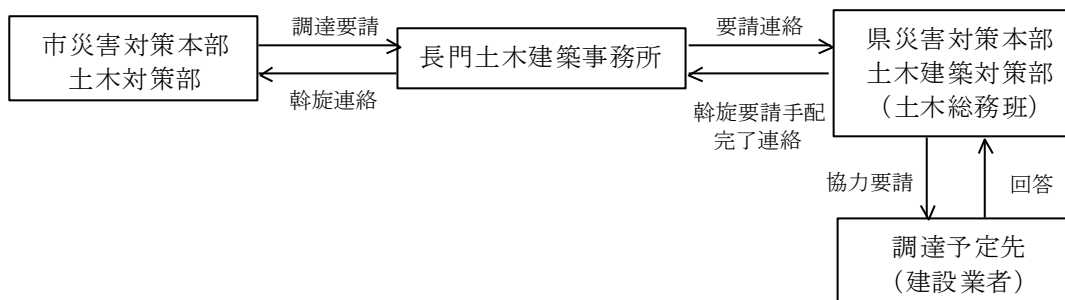 市災害対策本部
土木対策部
調達要請
斡旋連絡
長門土木建築事務所
要請連絡
斡旋要請手配
完了連絡
県災害対策本部
土木建築対策部
（土木総務班）
協力要請
回答
調達予定先
（建設業者）